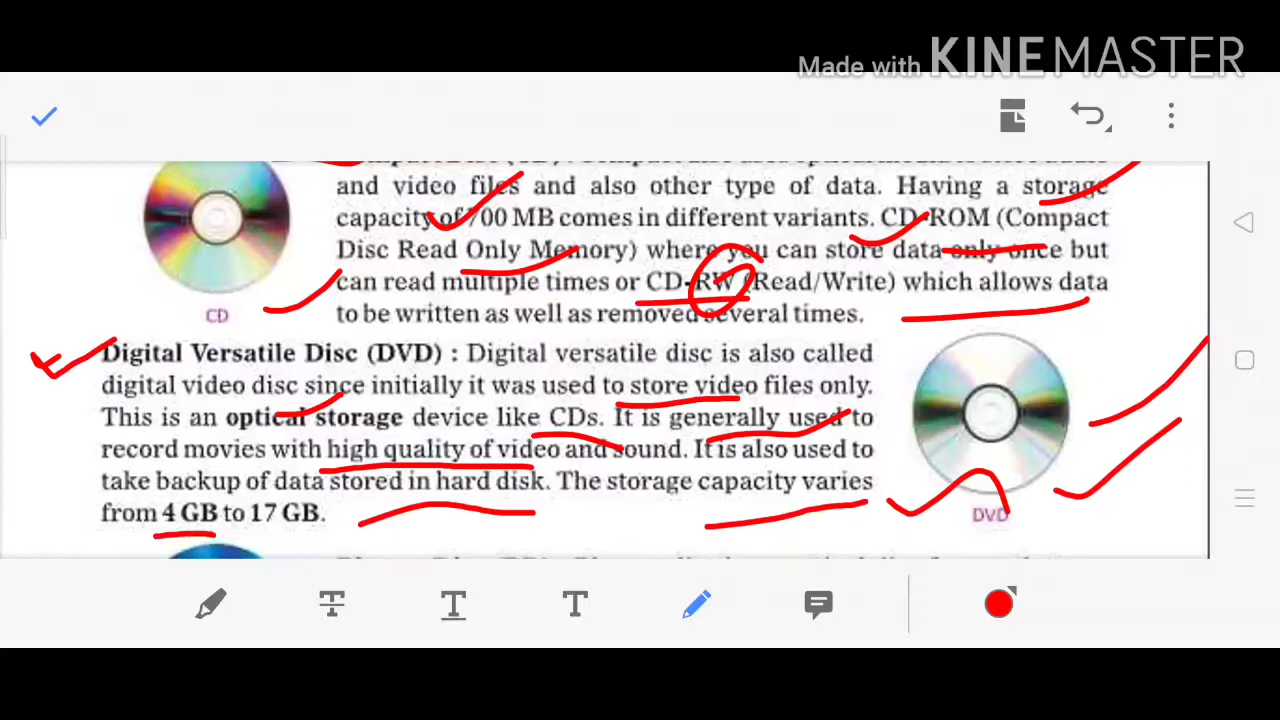 Made with KINEMASTER
and video files and also other type of data. Having a storage
capacity of 700 MB comes in different variants. CD-ROM (Compact
Disc Read Only Memory) where you can store data only once but
can read multiple times or CD-RW (Read/Write) which allows data
to be written as well as removed several times.
CD
Digital Versatile Disc (DVD) : Digital versatile disc is also called
digital video disc since initially it was used to store video files only.
This is an optical storage device like CDs. It is generally used to
record movies with high quality of video and sound. It is also used to
take backup of data stored in hard disk. The storage capacity varies
from 4 GB to 17 GB.
DVD
T
T
T